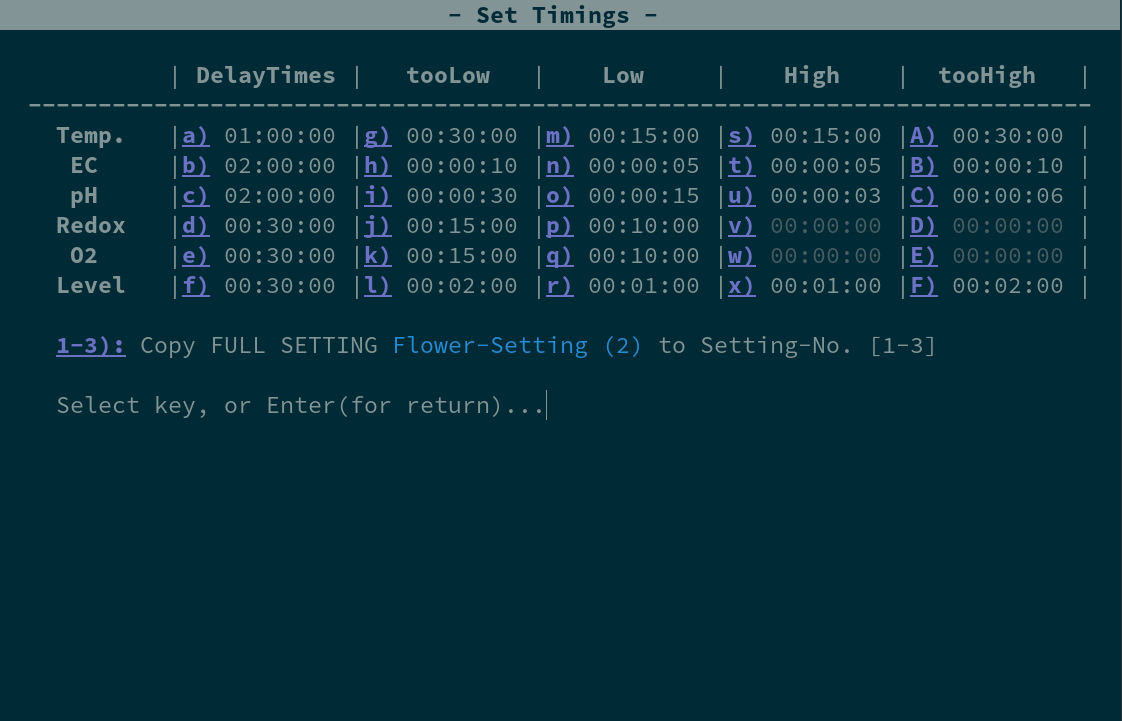 - Set Timings -
| DelayTimes | tooLow | Low | High | tooHigh |
----------------------------------------------------------------------------
Temp. |a) 01:00:00 |g) 00:30:00 |m) 00:15:00 |s) 00:15:00 |A) 00:30:00 |
EC |b) 02:00:00 |h) 00:00:10 |n) 00:00:05 |t) 00:00:05 |B) 00:00:10 |
pH |c) 02:00:00 |i) 00:00:30 |o) 00:00:15 |u) 00:00:03 |C) 00:00:06 |
Redox |d) 00:30:00 |j) 00:15:00 |p) 00:10:00 |v) 00:00:00 |D) 00:00:00 |
O2 |e) 00:30:00 |k) 00:15:00 |q) 00:10:00 |w) 00:00:00 |E) 00:00:00 |
Level |f) 00:30:00 |l) 00:02:00 |r) 00:01:00 |x) 00:01:00 |F) 00:02:00 |
1-3): Copy FULL SETTING Flower-Setting (2) to Setting-No. [1-3]
Select key, or Enter(for return)...